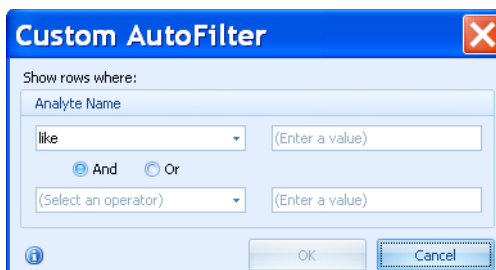 Custom AutoFilter
Show rows where:
Analyte Name
like (Enter a value)
And Or
(Select an operator) (Enter a value)
OK Cancel